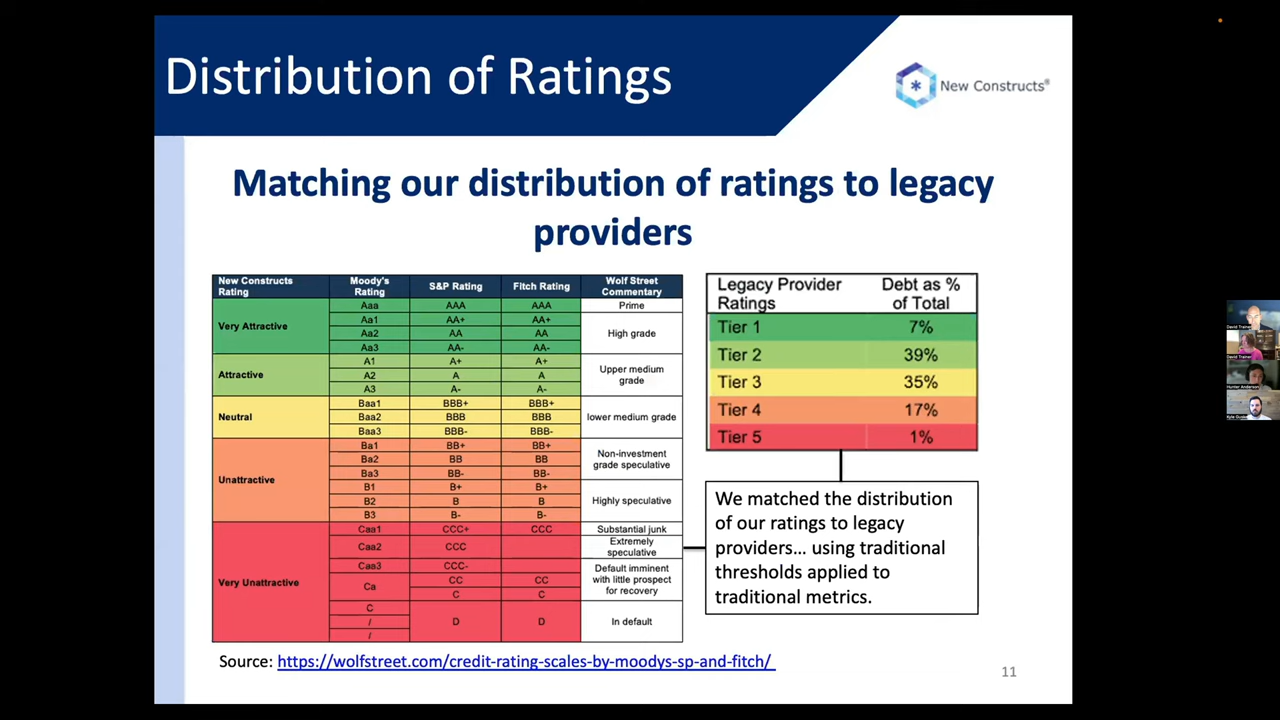 Distribution of Ratings
New Constructs®
Matching our distribution of ratings to legacy
providers
New Constructs
Rating
Moody's
Rating
S&P Rating
Fitch Rating
Wolf Street
Commentary
Very Attractive
Aaa
AAA
AAA
Prime
Aa1
AA+
AA+
High grade
Aa2
AA
AA
Aa3
AA-
AA-
Attractive
A1
A+
A+
Upper medium
grade
A2
A
A
A3
A-
A-
Neutral
Baa1
BBB+
BBB+
lower medium grade
Baa2
BBB
BBB
Baa3
BBB-
BBB-
Unattractive
Ba1
BB+
BB+
Non-investment
grade speculative
Ba2
BB
BB
Ba3
BB-
BB-
B1
B+
B+
Highly speculative
B2
B
B
B3
B-
B-
Very Unattractive
Caa1
CCC+
CCC
Substantial junk
Caa2
CCC
Extremely
speculative
Caa3
CCC-
Default imminent
with little prospect
for recovery
Ca
CC
CC
C
C
C
D
D
In default
/
/
Legacy Provider
Ratings
Debt as %
of Total
Tier 1
7%
Tier 2
39%
Tier 3
35%
Tier 4
17%
Tier 5
1%
We matched the distribution
of our ratings to legacy
providers... using traditional
thresholds applied to
traditional metrics.
Source: https://wolfstreet.com/credit-rating-scales-by-moodys-sp-and-fitch/
11
David Trainer
David Trainer
Hunter Anderson